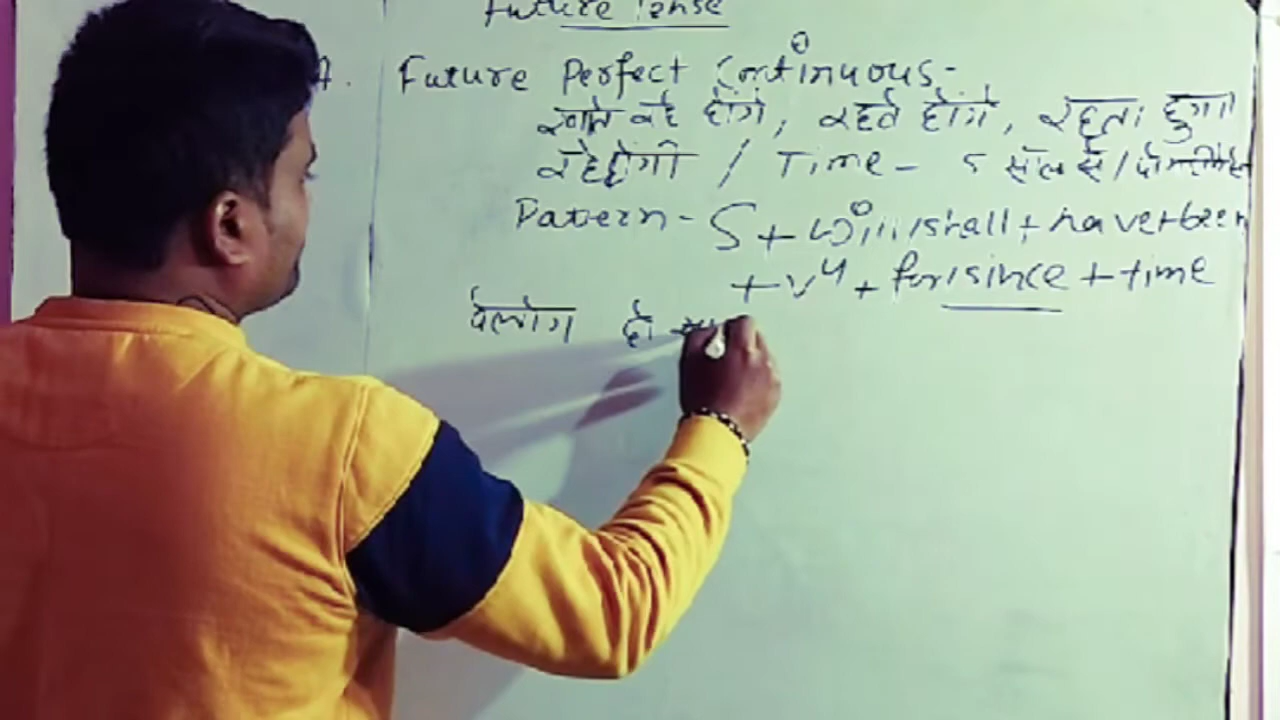 Future Tense
A. Future Perfect Continuous-
खाते रहे होंगे, रहते होंगे, रहता हुगा
रहेहोगी / Time - 5 साल से / दो
Pattern - S + will/shall + have+been
+ v4 + for/since + time
वेलोग दो